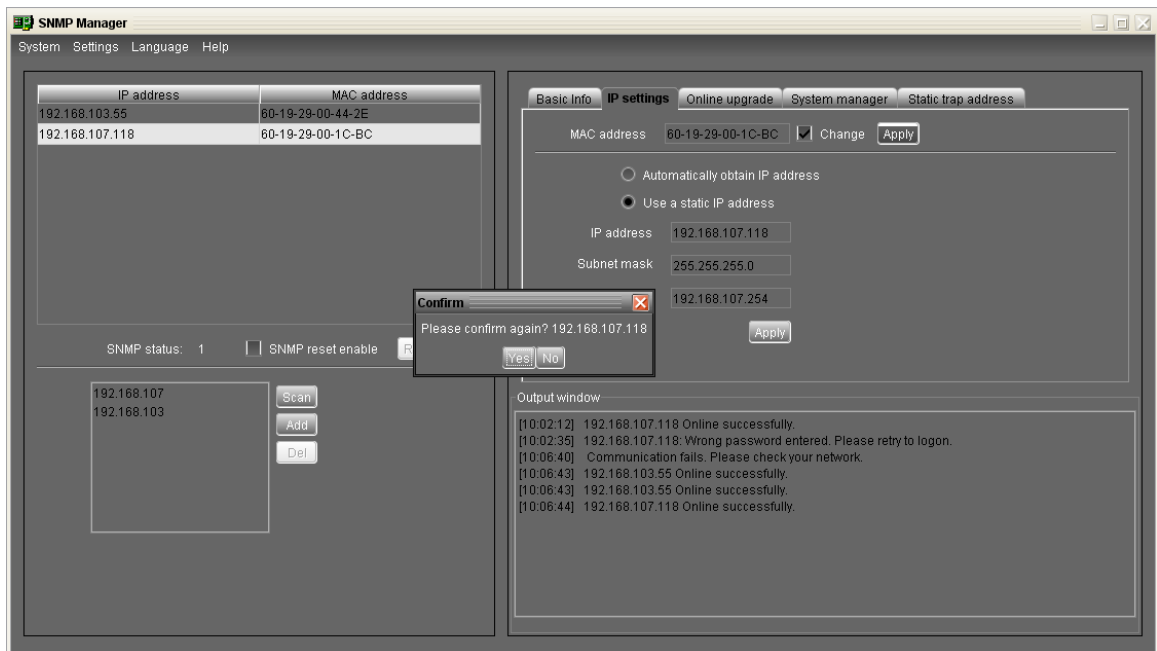 SNMP Manager
System Settings Language Help
IP address MAC address
192.168.103.55 60-19-29-00-44-2E
192.168.107.118 60-19-29-00-1C-BC
SNMP status: 1 SNMP reset enable R
192.168.107
192.168.103
Scan
Add
Del
Basic Info IP settings Online upgrade System manager Static trap address
MAC address 60-19-29-00-1C-BC Change Apply
Automatically obtain IP address
Use a static IP address
IP address 192.168.107.118
Subnet mask 255.255.255.0
192.168.107.254
Apply
Confirm
Please confirm again? 192.168.107.118
Yes No
Output window
[10:02:12] 192.168.107.118 Online successfully.
[10:02:35] 192.168.107.118: Wrong password entered. Please retry to logon.
[10:06:40] Communication fails. Please check your network.
[10:06:43] 192.168.103.55 Online successfully.
[10:06:43] 192.168.103.55 Online successfully.
[10:06:44] 192.168.107.118 Online successfully.